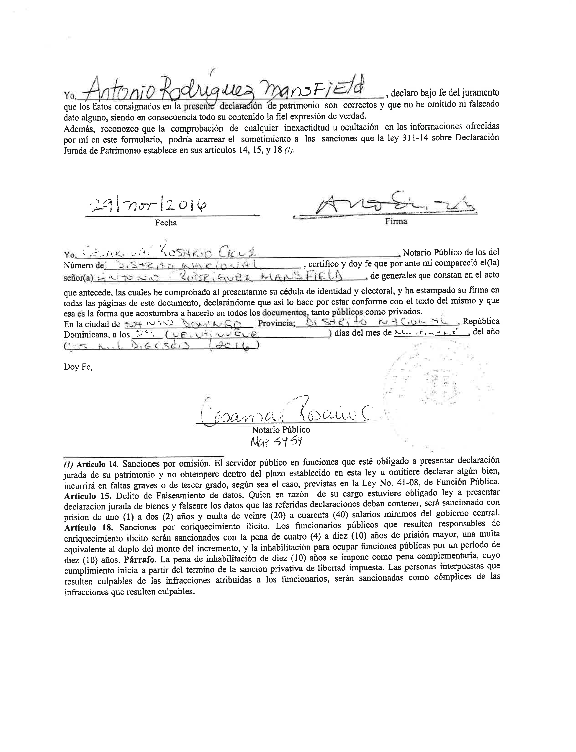 Yo, Antonio Rodríguez Mansfield, declaro bajo fe del juramento
que los datos consignados en la presente declaración de patrimonio son correctos y que no he omitido ni falseado
dato alguno, siendo en consecuencia todo su contenido la fiel expresión de verdad.
Además, reconozco que la comprobación de cualquier inexactitud u ocultación en las informaciones ofrecidas
por mí en este formulario, podría acarrear el sometimiento a las sanciones que la ley 311-14 sobre Declaración
Jurada de Patrimonio establece en sus artículos 14, 15, y 18 (1).
29/nov/2016
Fecha Firma
Yo, Rosario Cruz, Notario Público de los del
Número de Distrito Nacional, certifico y doy fe que por ante mi compareció el(la)
señor(a) Antonio Rodriguez Mansfield, de generales que constan en el acto
que antecede, las cuales he comprobado al presentarme su cédula de identidad y electoral, y ha estampado su firma en
todas las páginas de este documento, declarándome que así lo hace por estar conforme con el texto del mismo y que
esa es la forma que acostumbra a hacerlo en todos los documentos, tanto públicos como privados.
En la ciudad de Santo Domingo Provincia: Distrito Nacional, República
Dominicana, a los ) días del mes de , del año
(2016)
Doy Fe,
Notario Público
Mat 5454
(1) Artículo 14. Sanciones por omisión. El servidor público en funciones que esté obligado a presentar declaración
jurada de su patrimonio y no obtempere dentro del plazo establecido en esta ley u omitiere declarar algún bien,
incurrirá en faltas graves o de tercer grado, según sea el caso, previstas en la Ley No. 41-08, de Función Pública.
Artículo 15. Delito de Falseamiento de datos. Quien en razón de su cargo estuviere obligado ley a presentar
declaracion jurada de bienes y falseare los datos que las referidas declaraciones deban contener, será sancionado con
prision de uno (1) a dos (2) años y multa de veinte (20) a cuarenta (40) salarios minimos del gobierno central.
Artículo 18. Sanciones por enriquecimiento ilícito. Los funcionarios públicos que resulten responsables de
enriquecimiento ilícito serán sancionados con la pena de cuatro (4) a diez (10) años de prisión mayor, una multa
equivalente al duplo del monto del incremento, y la inhabilitación para ocupar funciones públicas por un período de
diez (10) años. Párrafo. La pena de inhabilitación de diez (10) años se impone como pena complementaria, cuyo
cumplimiento inicia a partir del termino de la sancion privativa de libertad impuesta. Las personas interpuestas que
resulten culpables de las infracciones atribuidas a los funcionarios, serán sancionadas como cómplices de las
infracciones que resulten culpables.